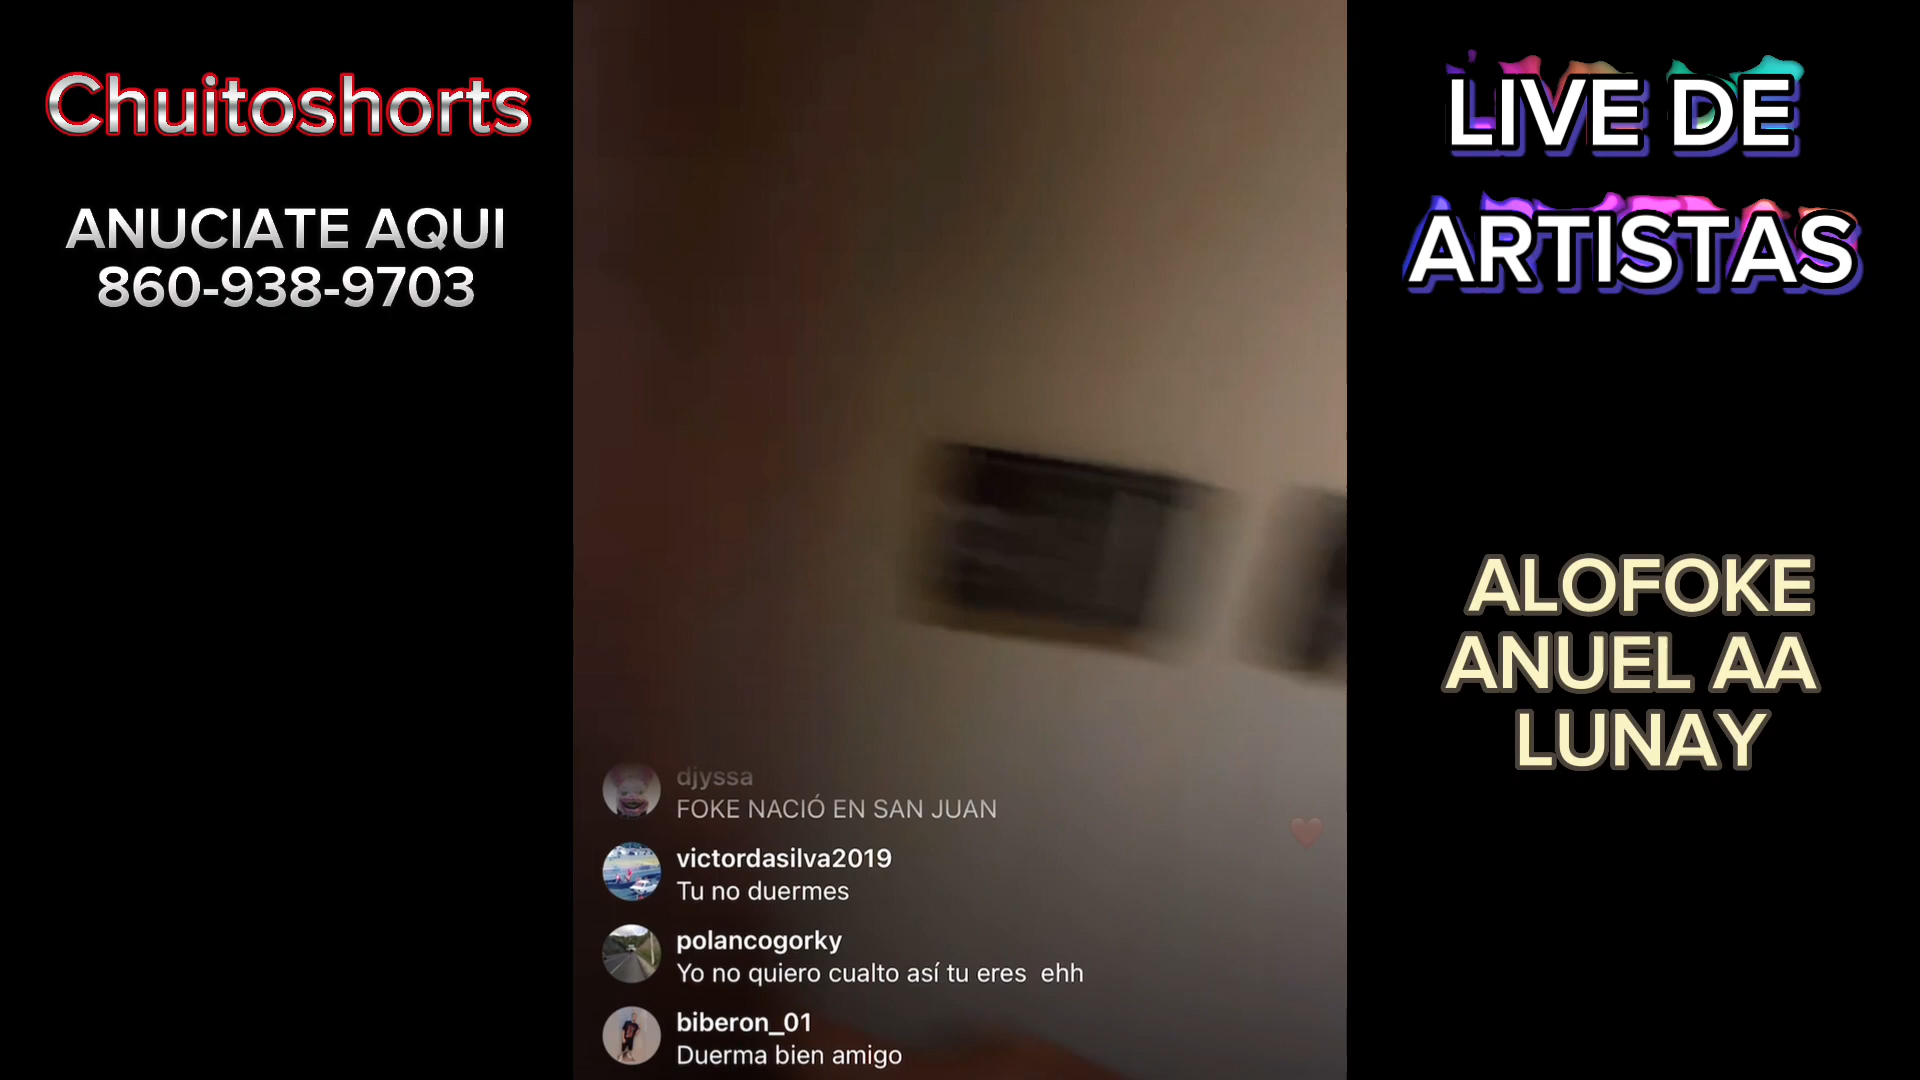 Chuitoshorts
ANUCIATE AQUI
860-938-9703
LIVE DE
ARTISTAS
ALOFOKE
ANUEL AA
LUNAY
djyssa
FOKE NACIÓ EN SAN JUAN
victordasilva2019
Tu no duermes
polancogorky
Yo no quiero cualto así tu eres ehh
biberon_01
Duerma bien amigo